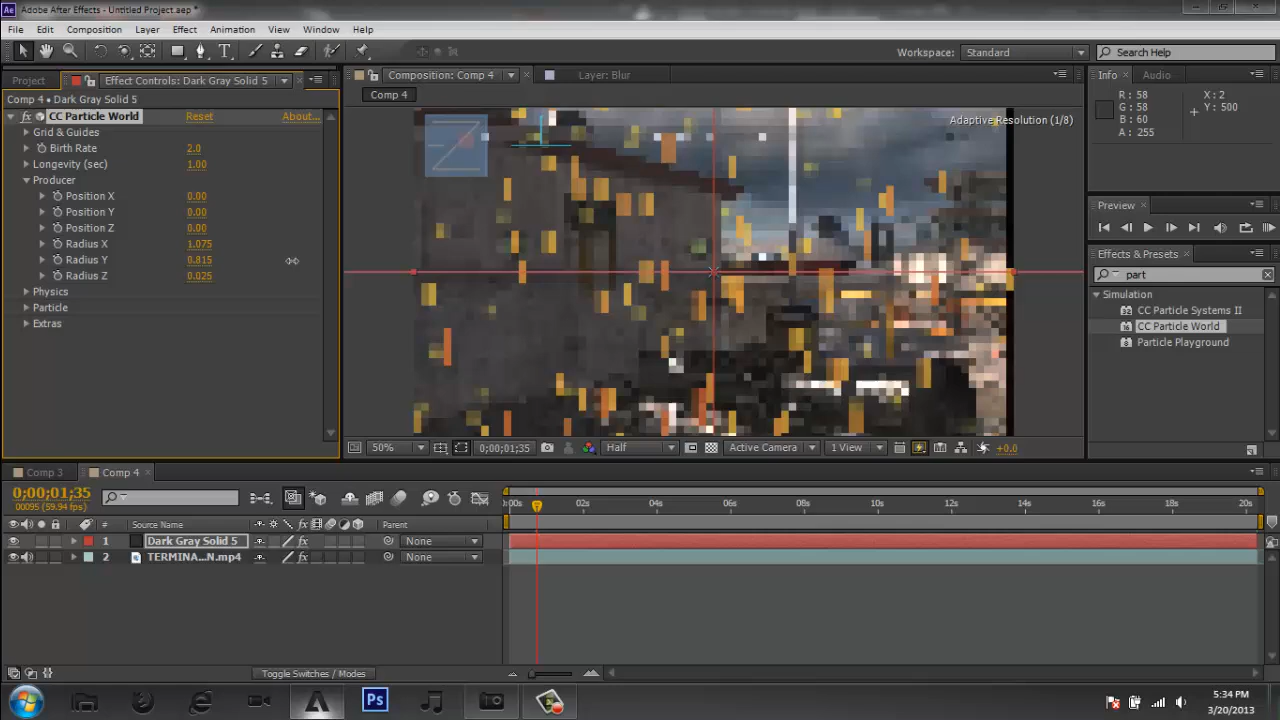 Ae Adobe After Effects - Untitled Project.aep *
File Edit Composition Layer Effect Animation View Window Help
Workspace: Standard Search Help
Project Effect Controls: Dark Gray Solid 5 Composition: Comp 4 Layer: Blur Info Audio
Comp 4 • Dark Gray Solid 5 Comp 4
fx CC Particle World Reset About...
Grid & Guides
Birth Rate 2.0
Longevity (sec) 1.00
Producer
Position X 0.00
Position Y 0.00
Position Z 0.00
Radius X 1.075
Radius Y 0.815
Radius Z 0.025
Physics
Particle
Extras
Adaptive Resolution (1/8)
R: 58 X: 2
G: 58 Y: 500
B: 60
A: 255
Preview
Effects & Presets
part
Simulation
CC Particle Systems II
CC Particle World
Particle Playground
50% 0;00;01;35 Half Active Camera 1 View +0.0
Comp 3 Comp 4
0;00;01;35
00095 (59.94 fps)
:00s 02s 04s 06s 08s 10s 12s 14s 16s 18s 20s
# Source Name fx Parent
1 Dark Gray Solid 5 fx None
2 TERMINA...N.mp4 fx None
Toggle Switches / Modes
Ps
5:34 PM
3/20/2013